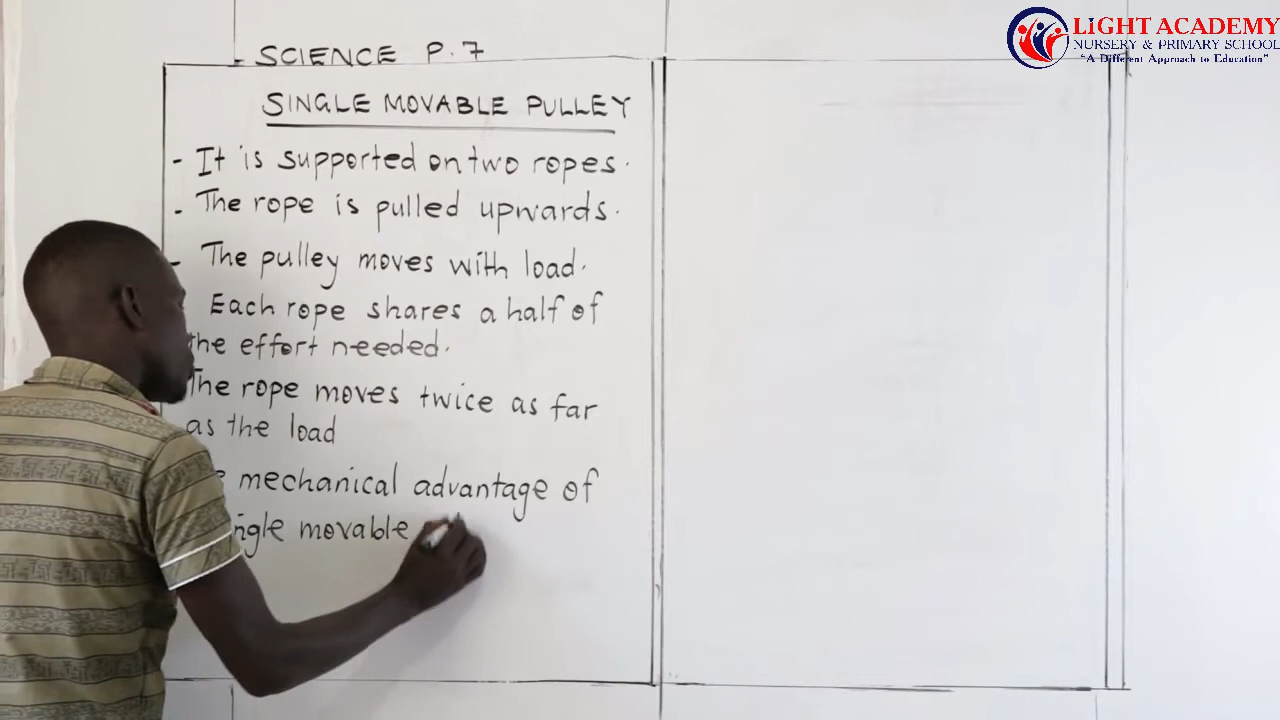 LIGHT ACADEMY
NURSERY & PRIMARY SCHOOL
"A Different Approach to Education"
- SCIENCE P.7
SINGLE MOVABLE PULLEY
- It is supported on two ropes.
- The rope is pulled upwards.
- The pulley moves with load.
Each rope shares a half of
the effort needed.
The rope moves twice as far
as the load
mechanical advantage of
movable